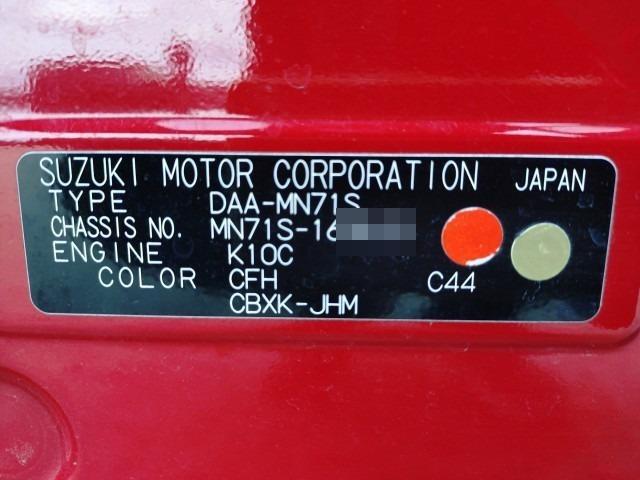 SUZUKI MOTOR CORPORATION JAPAN
TYPE DAA-MN71S
CHASSIS NO. MN71S-16
ENGINE K10C
COLOR CFH C44
CBXK-JHM